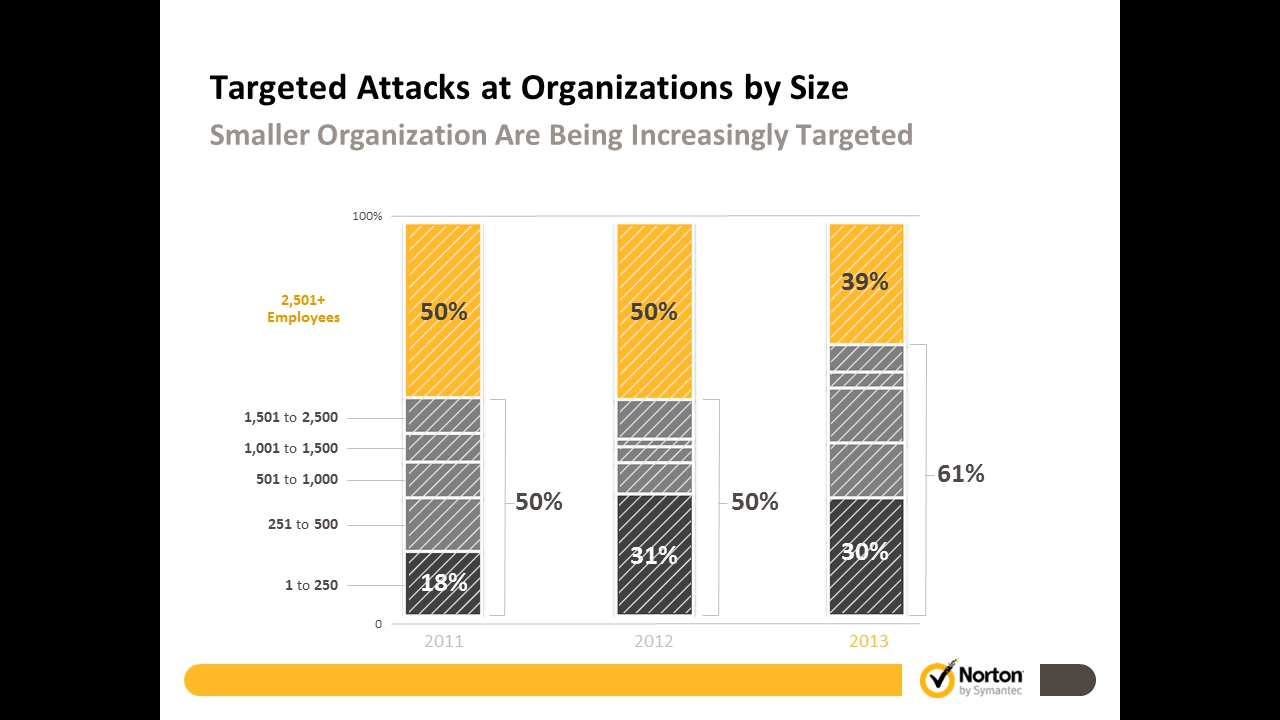 Targeted Attacks at Organizations by Size
Smaller Organization Are Being Increasingly Targeted
100%
2,501+
Employees
50%
50%
39%
1,501 to 2,500
1,001 to 1,500
501 to 1,000
251 to 500
1 to 250
50%
50%
61%
18%
31%
30%
0
2011
2012
2013
Norton
by Symantec